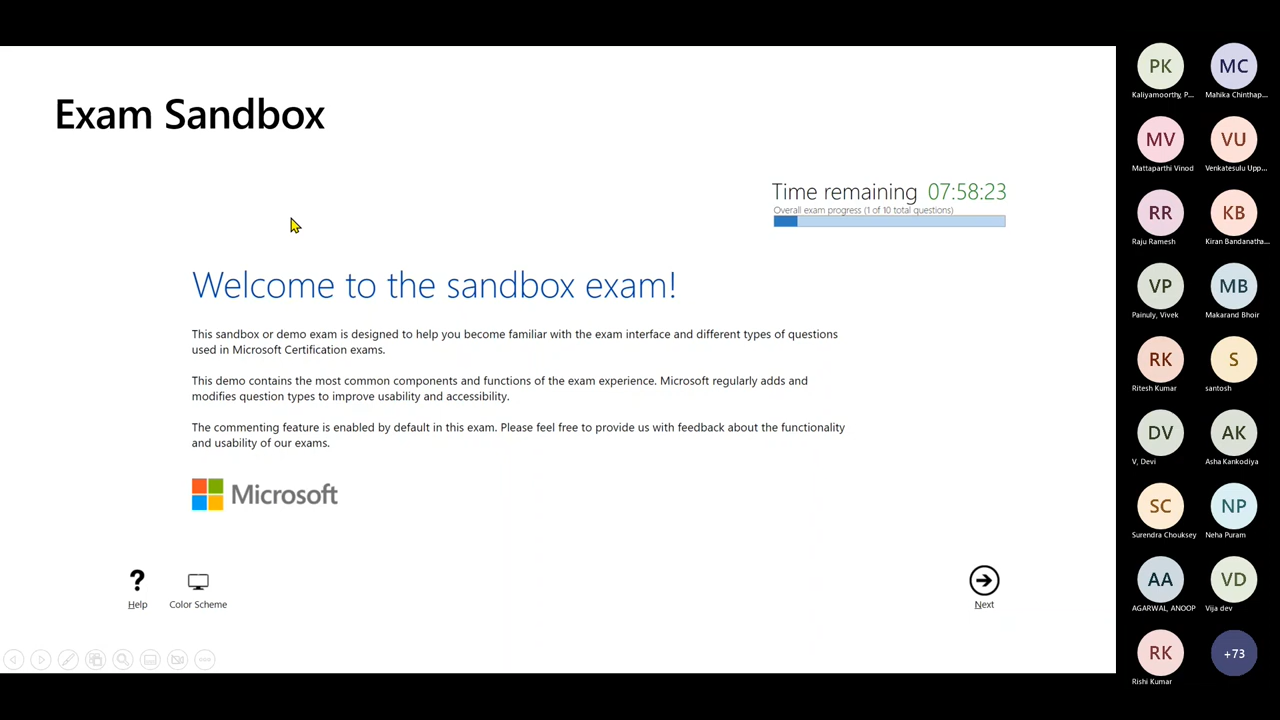 Exam Sandbox
Time remaining 07:58:23
Overall exam progress (1 of 10 total questions)
Welcome to the sandbox exam!
This sandbox or demo exam is designed to help you become familiar with the exam interface and different types of questions
used in Microsoft Certification exams.
This demo contains the most common components and functions of the exam experience. Microsoft regularly adds and
modifies question types to improve usability and accessibility.
The commenting feature is enabled by default in this exam. Please feel free to provide us with feedback about the functionality
and usability of our exams.
Microsoft
?
Help
Color Scheme
Next
PK
Kaliyamoorthy, P...
MC
Mahika Chinthap...
MV
Mattaparthi Vinod
VU
Venkatesulu Upp...
RR
Raju Ramesh
KB
Kiran Bandanatha...
VP
Painuly, Vivek
MB
Makarand Bhoir
RK
Ritesh Kumar
S
santosh
DV
V, Devi
AK
Asha Kankodiya
SC
Surendra Chouksey
NP
Neha Puram
AA
AGARWAL, ANOOP
VD
Vija dev
RK
Rishi Kumar
+73